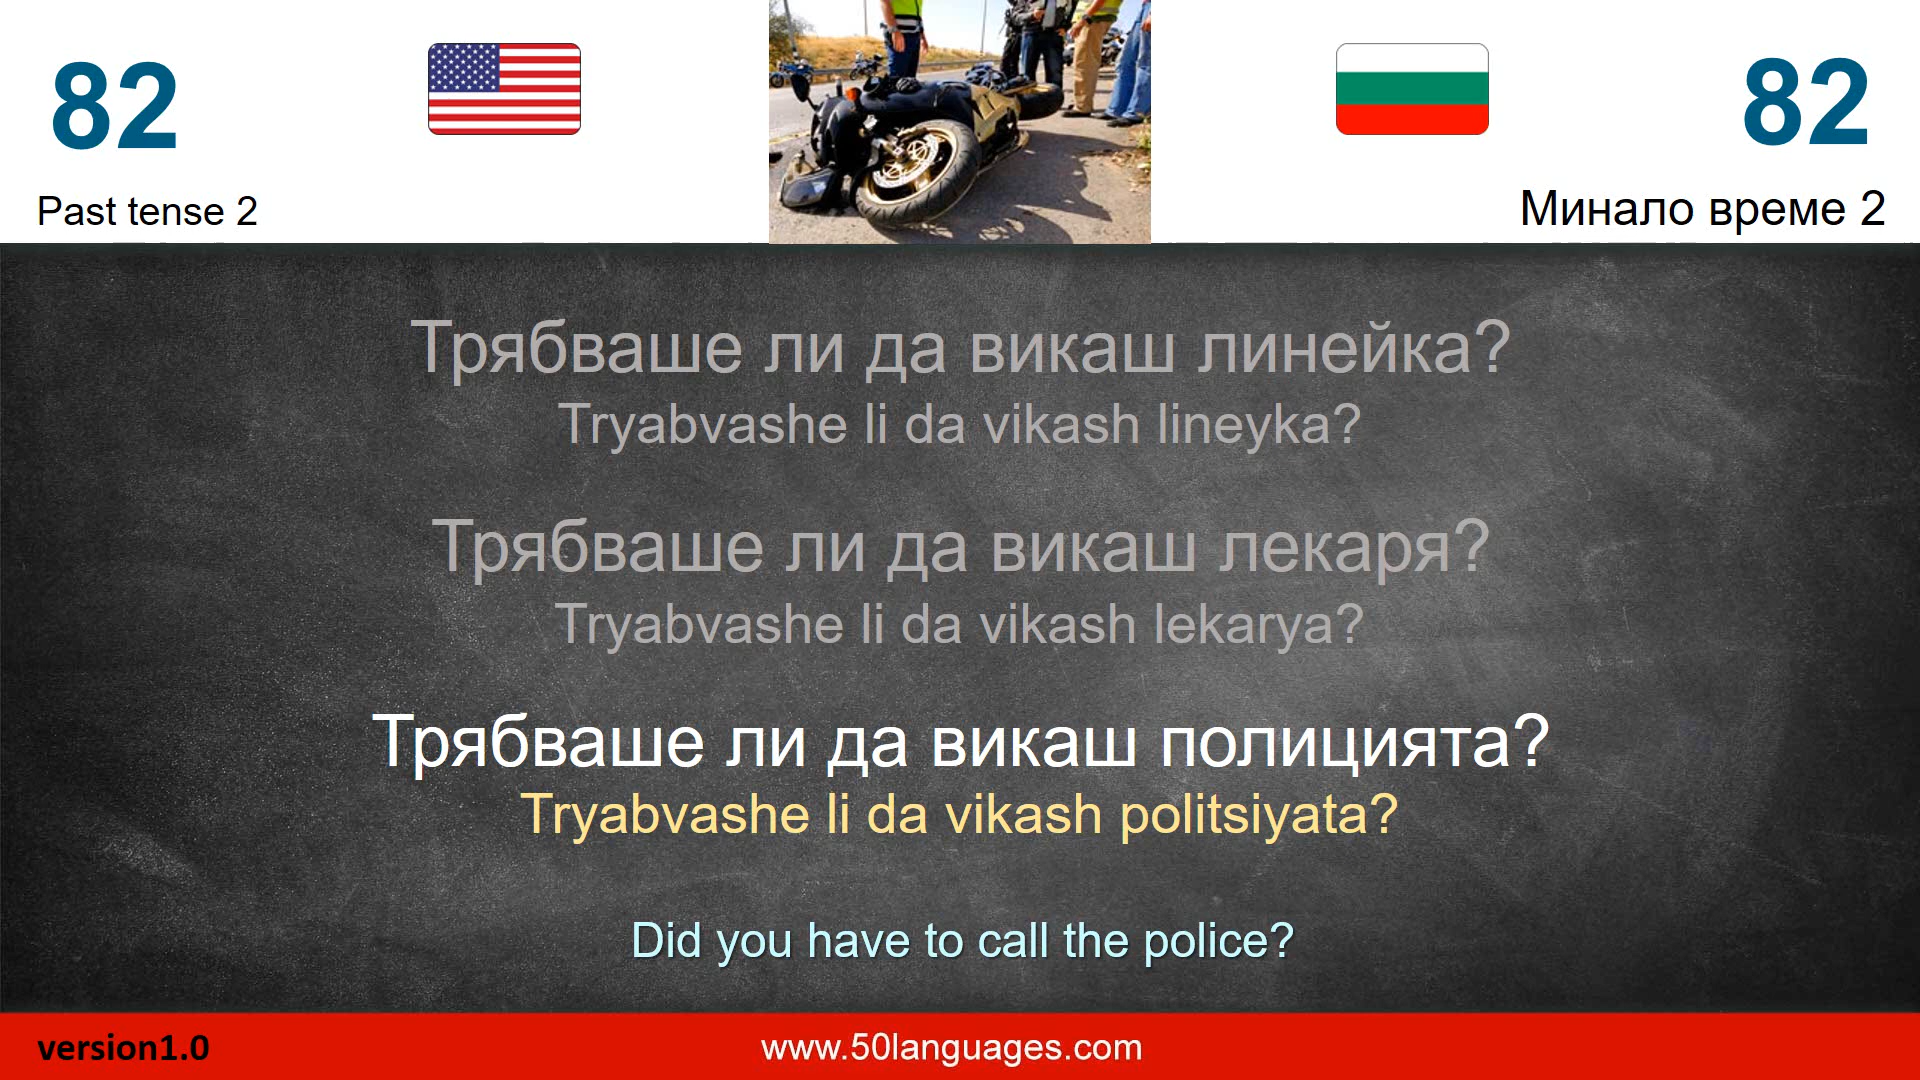 82
82
Past tense 2
Минало време 2
Трябваше ли да викаш линейка?
Tryabvashe li da vikash lineyka?
Трябваше ли да викаш лекаря?
Tryabvashe li da vikash lekarya?
Трябваше ли да викаш полицията?
Tryabvashe li da vikash politsiyata?
Did you have to call the police?
version1.0
www.50languages.com